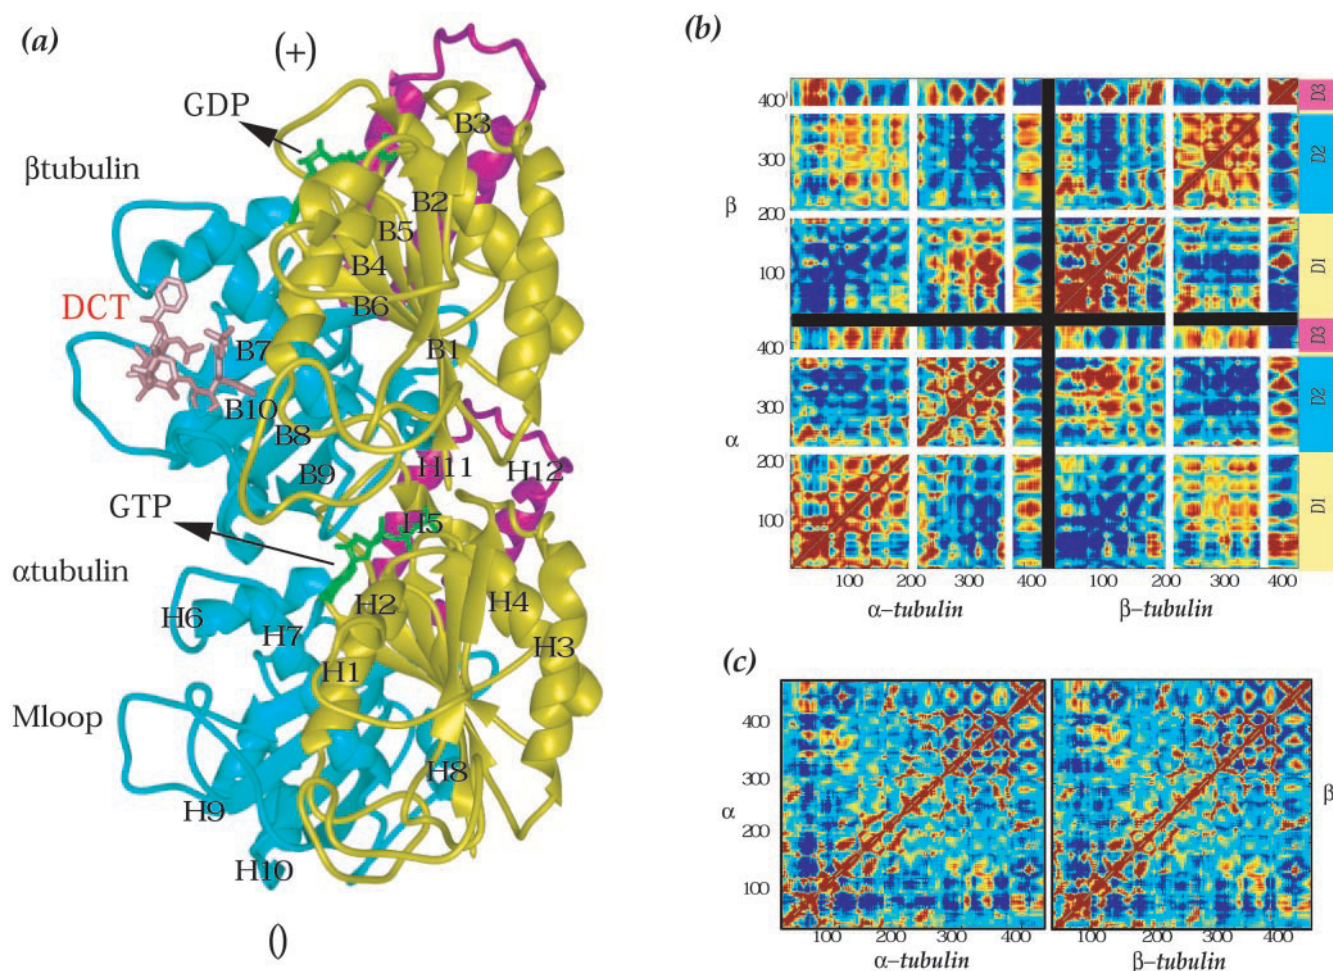 (a)
(+)
GDP
B3
βtubulin
B2
B5
B4
DCT
B6
B7
B1
B10
B8
H11
H12
B9
GTP
H5
αtubulin
H2
H4
H6
H7
H1
H3
Mloop
H8
H9
H10
()
(b)
400
D3
300
D2
β
200
100
D1
400
D3
300
D2
α
200
100
D1
100 200 300 400 100 200 300 400
α-tubulin
β-tubulin
(c)
400
300
α
β
200
100
100 200 300 400 100 200 300 400
α-tubulin
β-tubulin